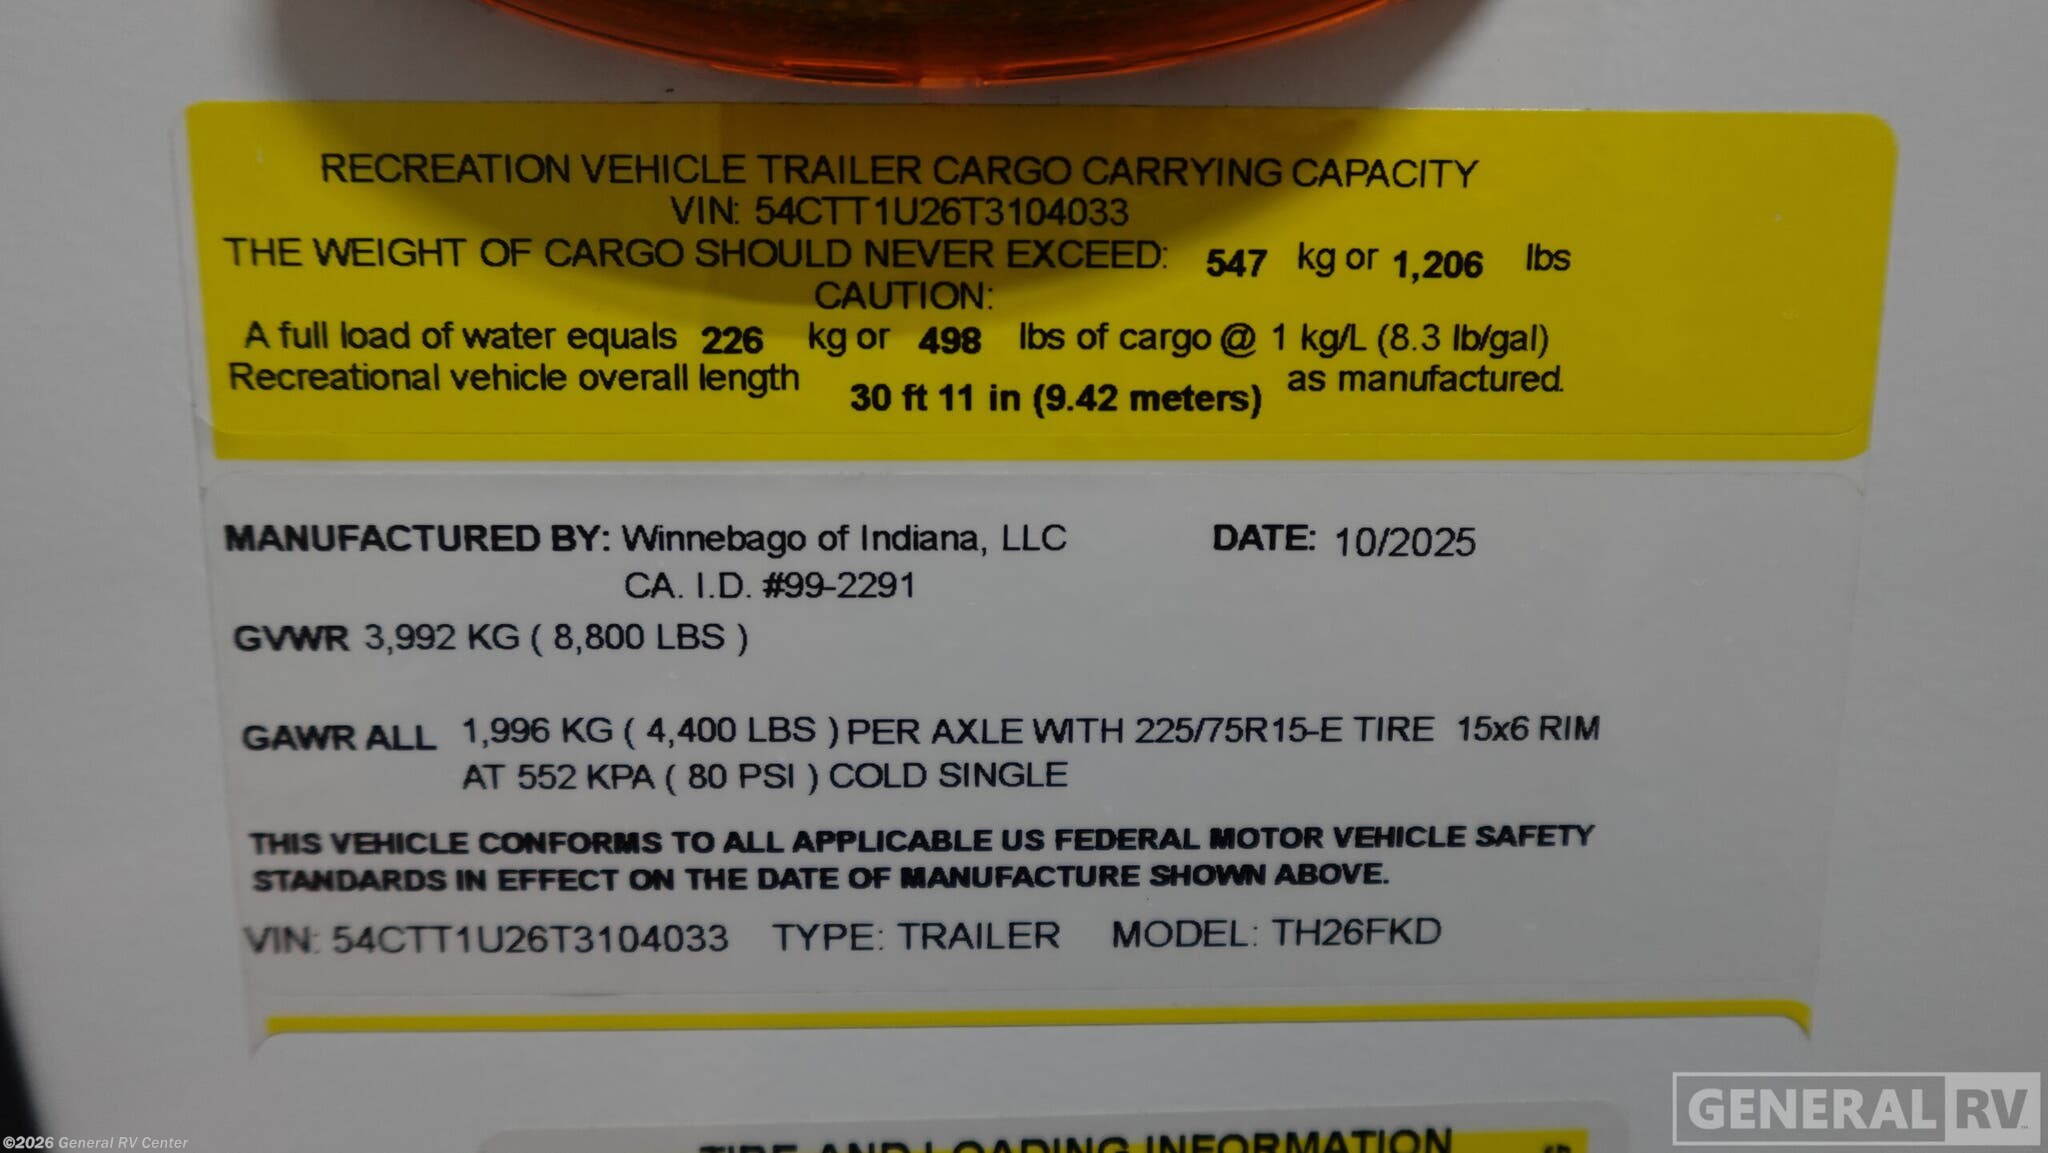 RECREATION VEHICLE TRAILER CARGO CARRYING CAPACITY
VIN: 54CTT1U26T3104033
THE WEIGHT OF CARGO SHOULD NEVER EXCEED: 547 kg or 1,206 lbs
CAUTION:
A full load of water equals 226 kg or 498 lbs of cargo @ 1 kg/L (8.3 lb/gal)
Recreational vehicle overall length 30 ft 11 in (9.42 meters) as manufactured.
MANUFACTURED BY: Winnebago of Indiana, LLC DATE: 10/2025
CA. I.D. #99-2291
GVWR 3,992 KG ( 8,800 LBS )
GAWR ALL 1,996 KG ( 4,400 LBS ) PER AXLE WITH 225/75R15-E TIRE 15x6 RIM
AT 552 KPA ( 80 PSI ) COLD SINGLE
THIS VEHICLE CONFORMS TO ALL APPLICABLE US FEDERAL MOTOR VEHICLE SAFETY
STANDARDS IN EFFECT ON THE DATE OF MANUFACTURE SHOWN ABOVE.
VIN: 54CTT1U26T3104033 TYPE: TRAILER MODEL: TH26FKD
TIRE AND LOADING INFORMATION
GENERAL RV
©2026 General RV Center